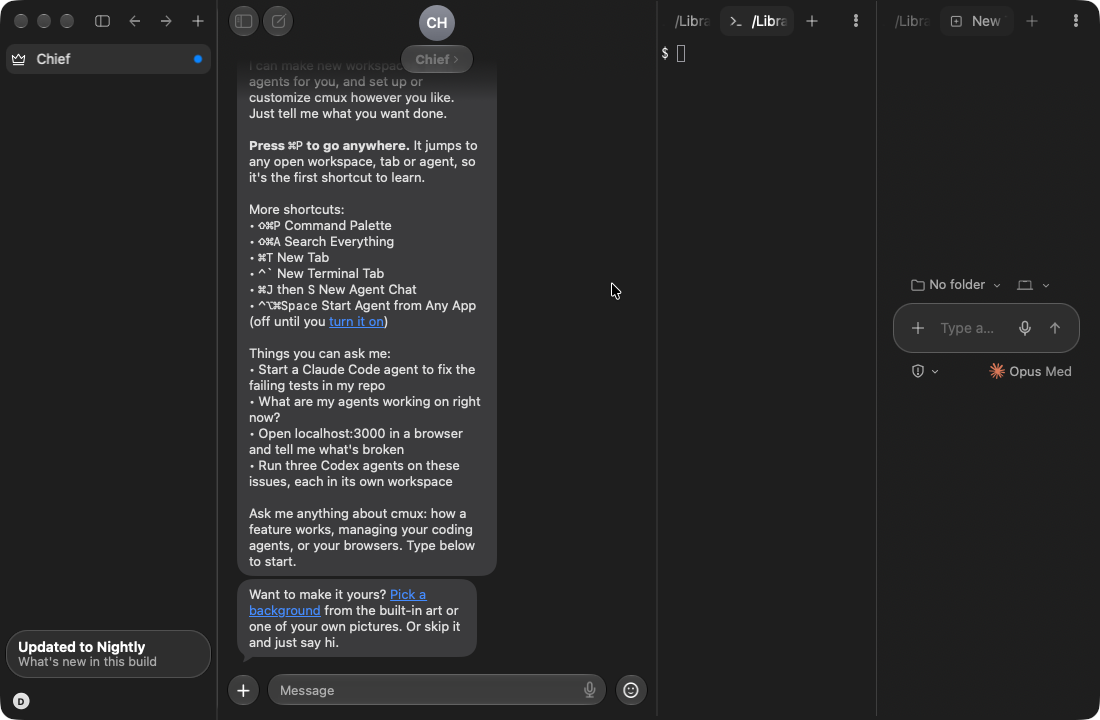 Chief
Updated to Nightly
What's new in this build
D
CH
Chief ›
I can make new workspac
agents for you, and set up or
customize cmux however you like.
Just tell me what you want done.
Press ⌘P to go anywhere. It jumps to
any open workspace, tab or agent, so
it's the first shortcut to learn.
More shortcuts:
• ⇧⌘P Command Palette
• ⇧⌘A Search Everything
• ⌘T New Tab
• ^` New Terminal Tab
• ⌘J then S New Agent Chat
• ^⌥⌘Space Start Agent from Any App
(off until you turn it on)
Things you can ask me:
• Start a Claude Code agent to fix the
failing tests in my repo
• What are my agents working on right
now?
• Open localhost:3000 in a browser
and tell me what's broken
• Run three Codex agents on these
issues, each in its own workspace
Ask me anything about cmux: how a
feature works, managing your coding
agents, or your browsers. Type below
to start.
Want to make it yours? Pick a
background from the built-in art or
one of your own pictures. Or skip it
and just say hi.
Message
/Libra
/Libra
$
/Libra
New
No folder
Type a...
Opus Med